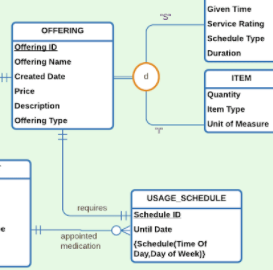 Given Time
"S"
Service Rating
OFFERING
Schedule Type
Offering ID
Duration
Offering Name
Created Date
d
ITEM
Price
Quantity
Description
Item Type
Offering Type
Unit of Measure
"I"
requires
USAGE_SCHEDULE
Schedule ID
appointed
medication
Until Date
{Schedule(Time Of
Day,Day of Week)}